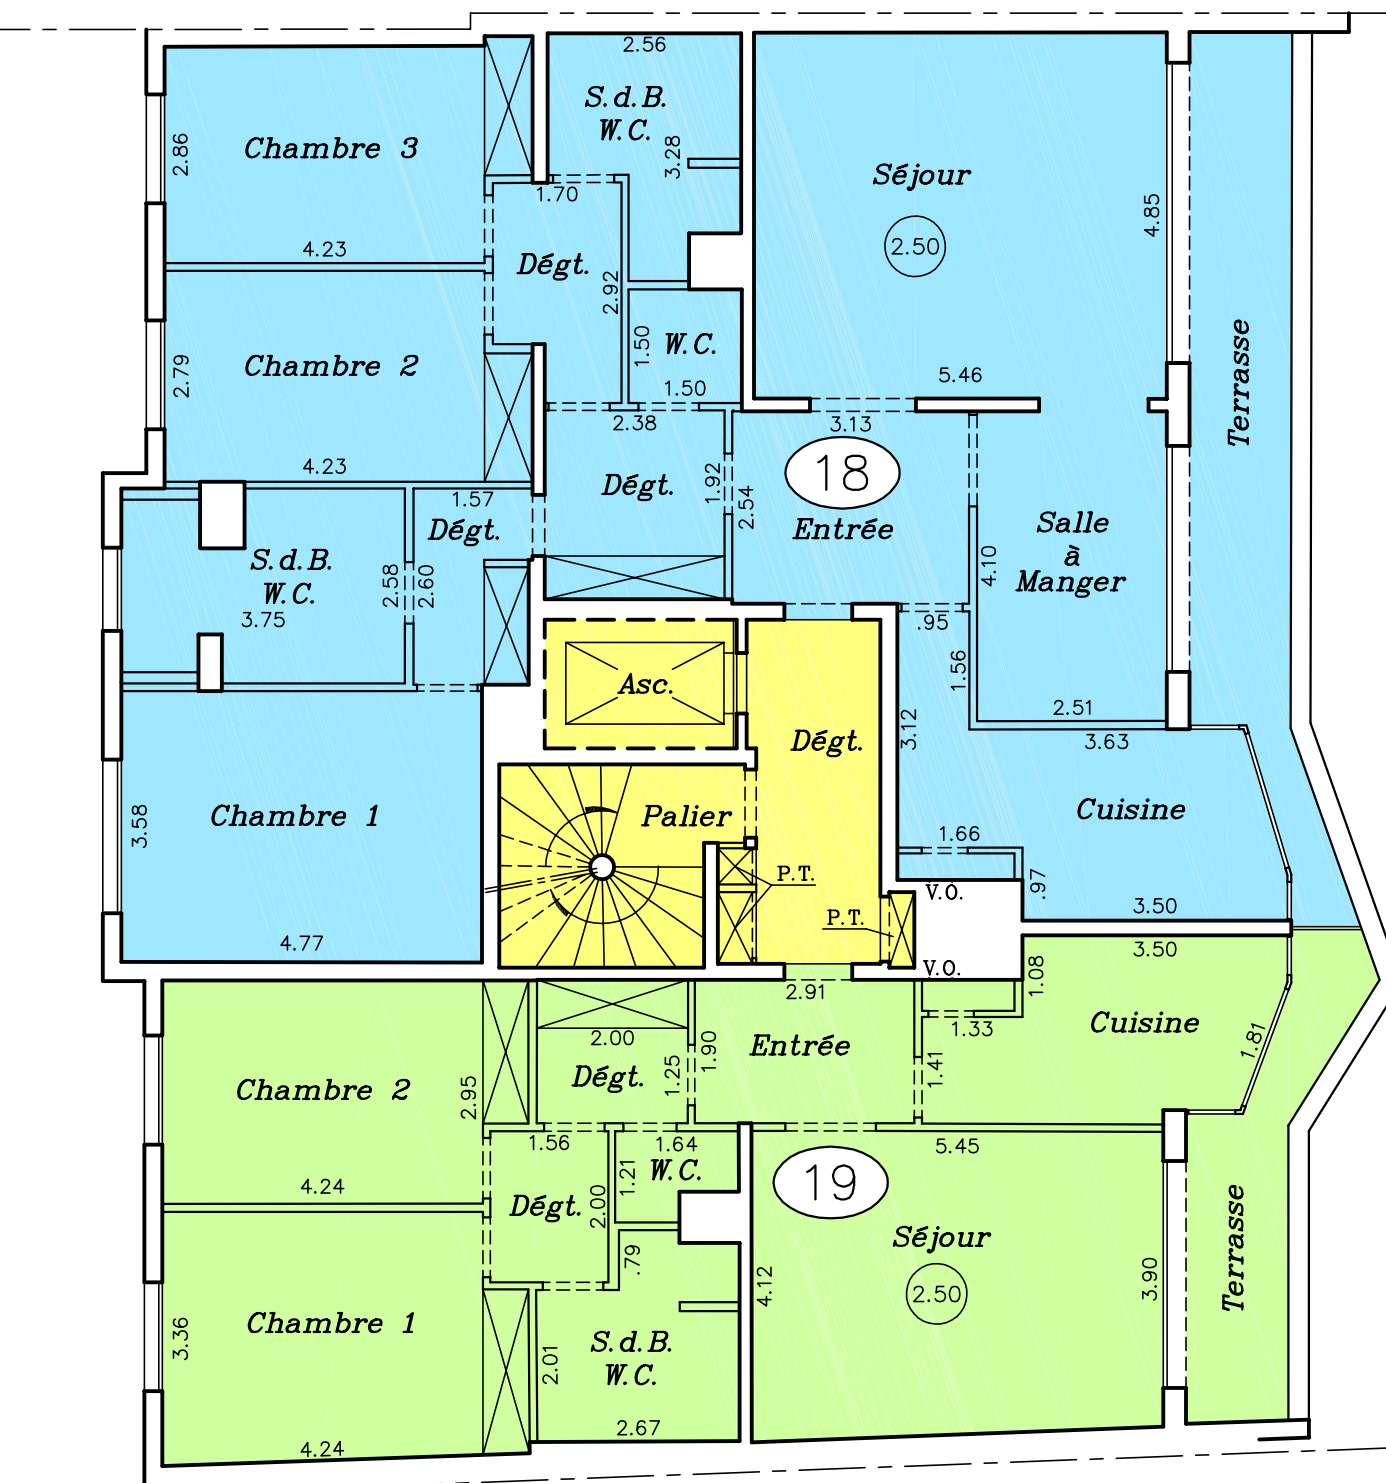 2.56
S.d.B.
W.C.
3.28
Chambre 3
2.86
4.23
1.70
Dégt.
2.92
Séjour
2.50
4.85
5.46
Terrasse
W.C.
1.50
1.50
Chambre 2
2.79
4.23
2.38
Dégt.
1.92
3.13
18
2.54
Entrée
Salle
à
Manger
4.10
.95
1.56
2.51
1.57
Dégt.
S.d.B.
W.C.
3.75
2.58
2.60
Asc.
Dégt.
3.12
3.63
Cuisine
1.66
.97
3.50
Chambre 1
3.58
4.77
Palier
P.T.
P.T.
V.O.
V.O.
2.91
1.08
3.50
Cuisine
1.33
1.81
1.41
Entrée
1.90
2.00
Dégt.
1.25
Chambre 2
2.95
4.24
1.56
1.64
W.C.
1.21
Dégt.
2.00
.79
5.45
19
Séjour
2.50
4.12
3.90
Terrasse
Chambre 1
3.36
4.24
S.d.B.
W.C.
2.01
2.67